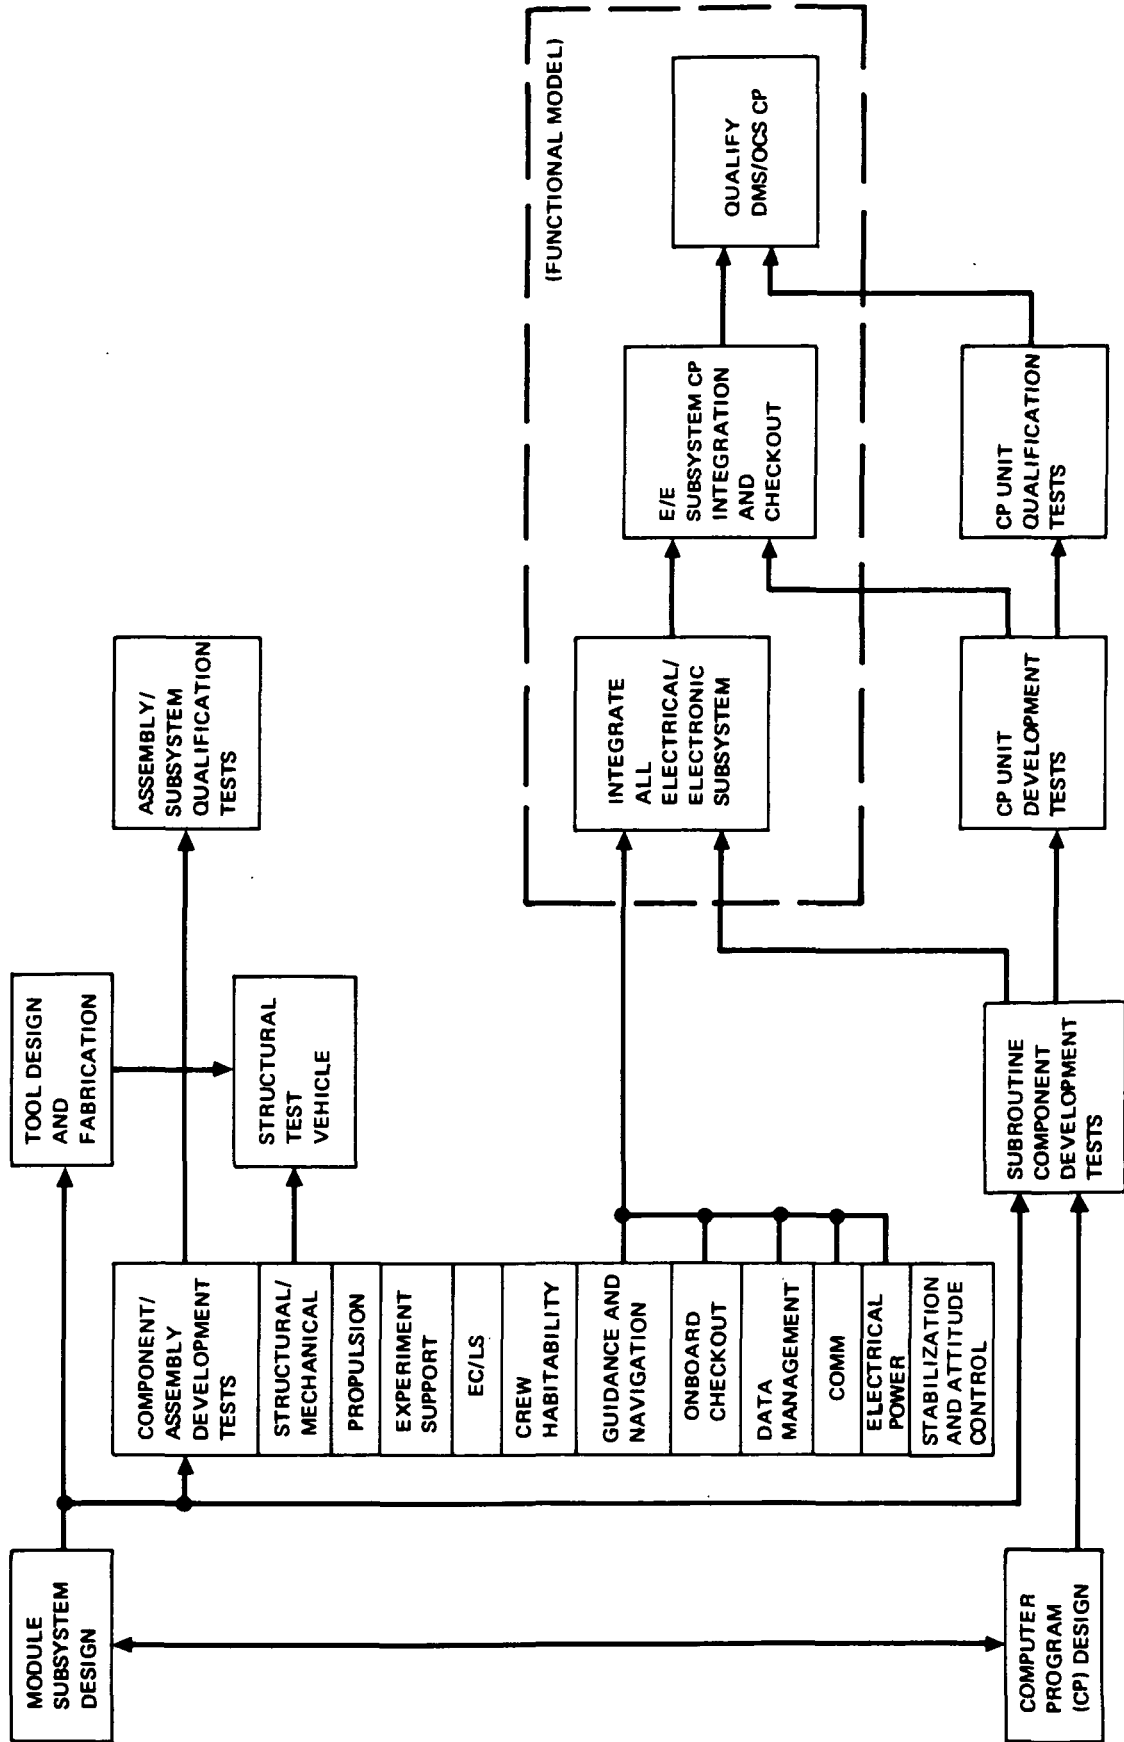 MODULE
SUBSYSTEM
DESIGN
COMPUTER
PROGRAM
(CP) DESIGN
TOOL DESIGN
AND
FABRICATION
COMPONENT/
ASSEMBLY
DEVELOPMENT
TESTS
STRUCTURAL/
MECHANICAL
PROPULSION
EXPERIMENT
SUPPORT
EC/LS
CREW
HABITABILITY
GUIDANCE AND
NAVIGATION
ONBOARD
CHECKOUT
DATA
MANAGEMENT
COMM
ELECTRICAL
POWER
STABILIZATION
AND ATTITUDE
CONTROL
STRUCTURAL
TEST
VEHICLE
SUBROUTINE
COMPONENT
DEVELOPMENT
TESTS
ASSEMBLY/
SUBSYSTEM
QUALIFICATION
TESTS
(FUNCTIONAL MODEL)
INTEGRATE
ALL
ELECTRICAL/
ELECTRONIC
SUBSYSTEM
E/E
SUBSYSTEM CP
INTEGRATION
AND
CHECKOUT
QUALIFY
DMS/OCS CP
CP UNIT
DEVELOPMENT
TESTS
CP UNIT
QUALIFICATION
TESTS